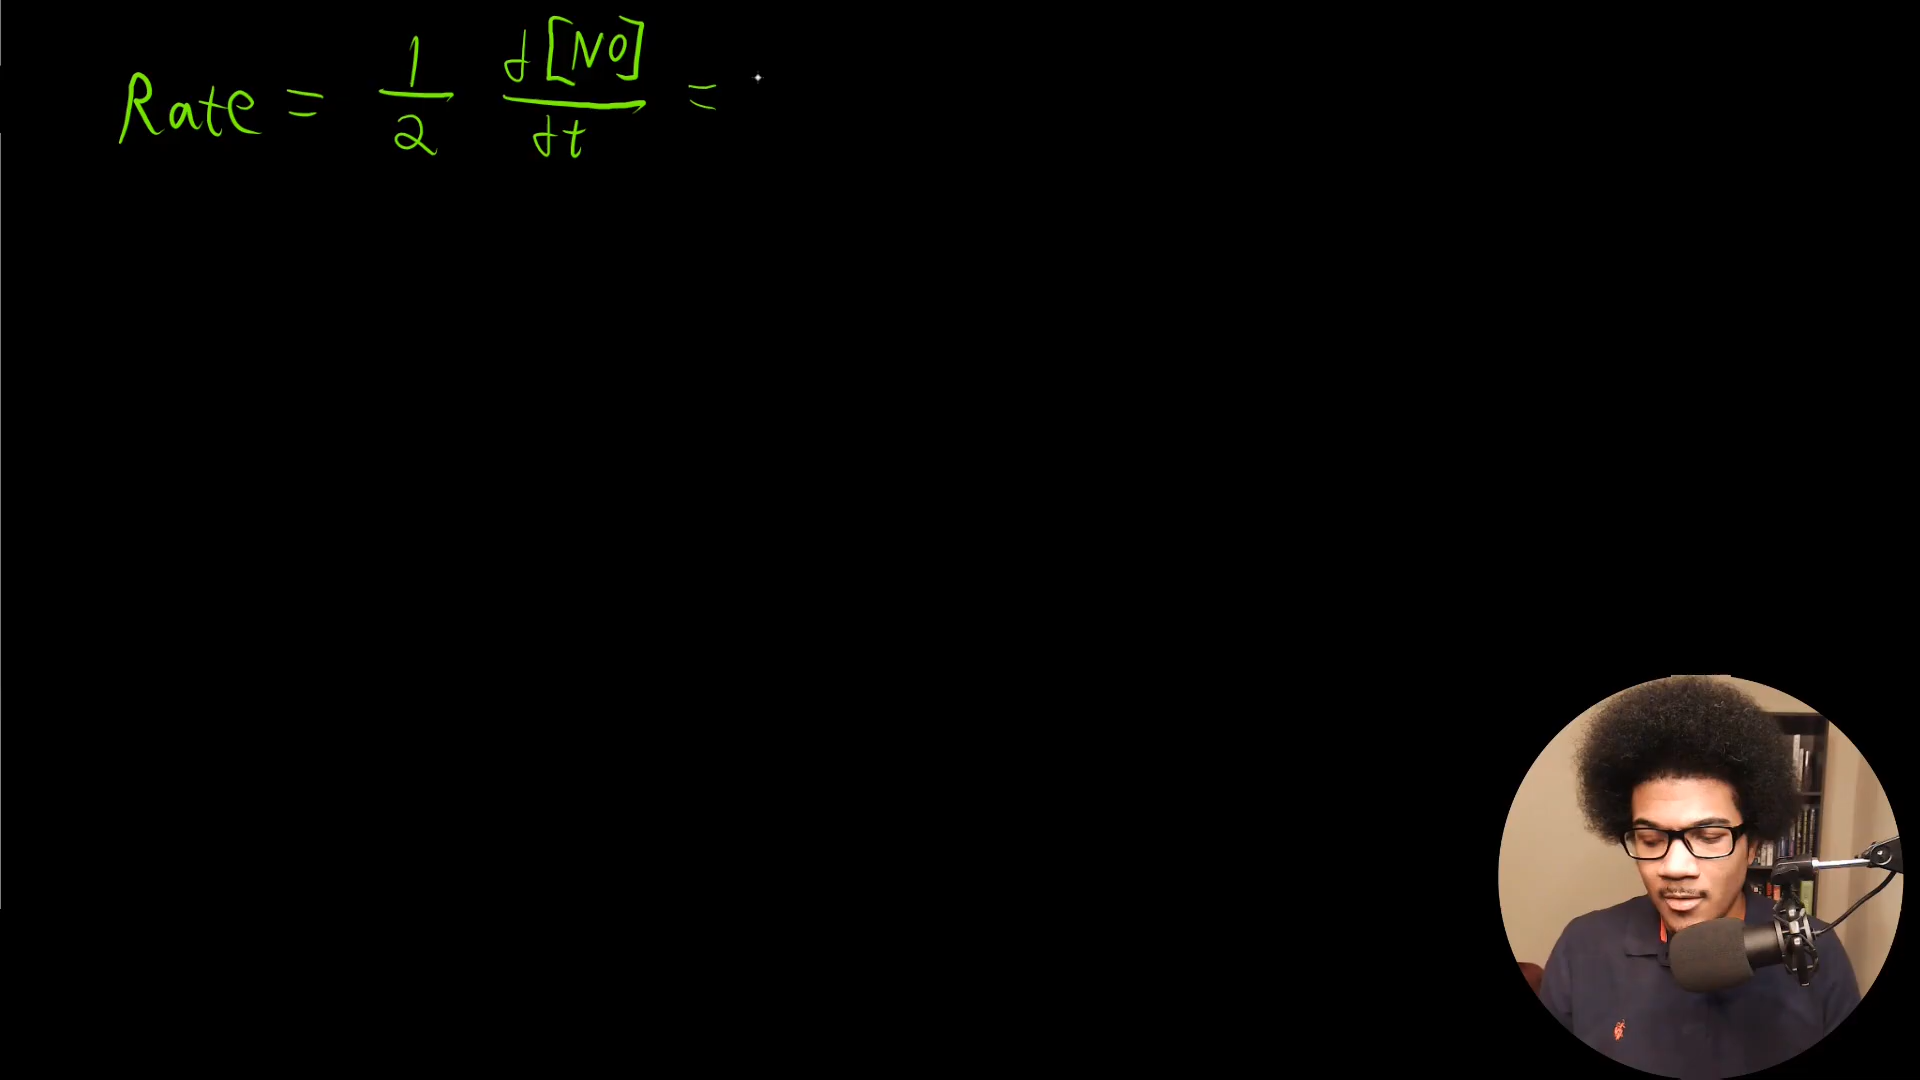 Rate = 1/2 d[NO]/dt =